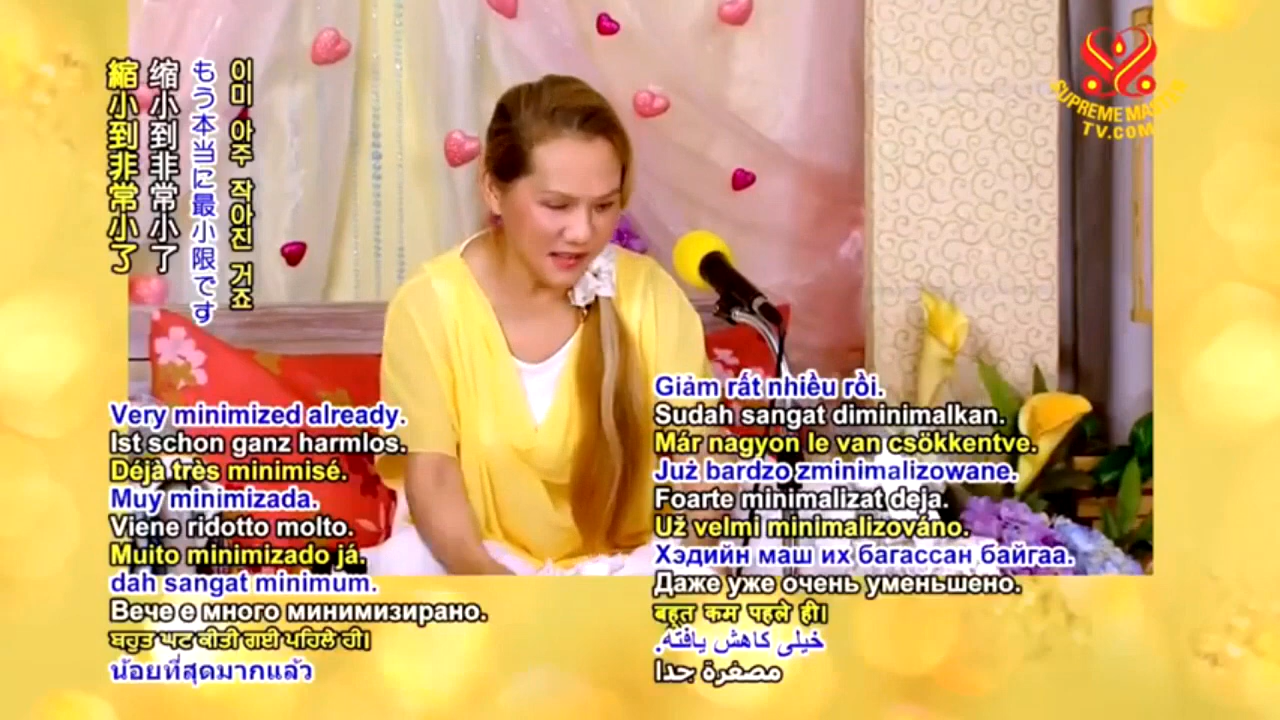 縮小到非常小了
缩小到非常小了
もう本当に最小限です
이미 아주 작아진 거죠
SUPREME MASTER
TV.COM
Very minimized already.
Ist schon ganz harmlos.
Déjà très minimisé.
Muy minimizada.
Viene ridotto molto.
Muito minimizado já.
dah sangat minimum.
Вече е много минимизирано.
ਬਹੁਤ ਘਟ ਕੀਤੀ ਗਈ ਪਹਿਲੇ ਹੀ।
น้อยที่สุดมากแล้ว
Giảm rất nhiều rồi.
Sudah sangat diminimalkan.
Már nagyon le van csökkentve.
Już bardzo zminimalizowane.
Foarte minimalizat deja.
Už velmi minimalizováno.
Хэдийн маш их багассан байгаа.
Даже уже очень уменьшено.
बहुत कम पहले ही।
خیلی کاهش یافته.
مصغرة جدا